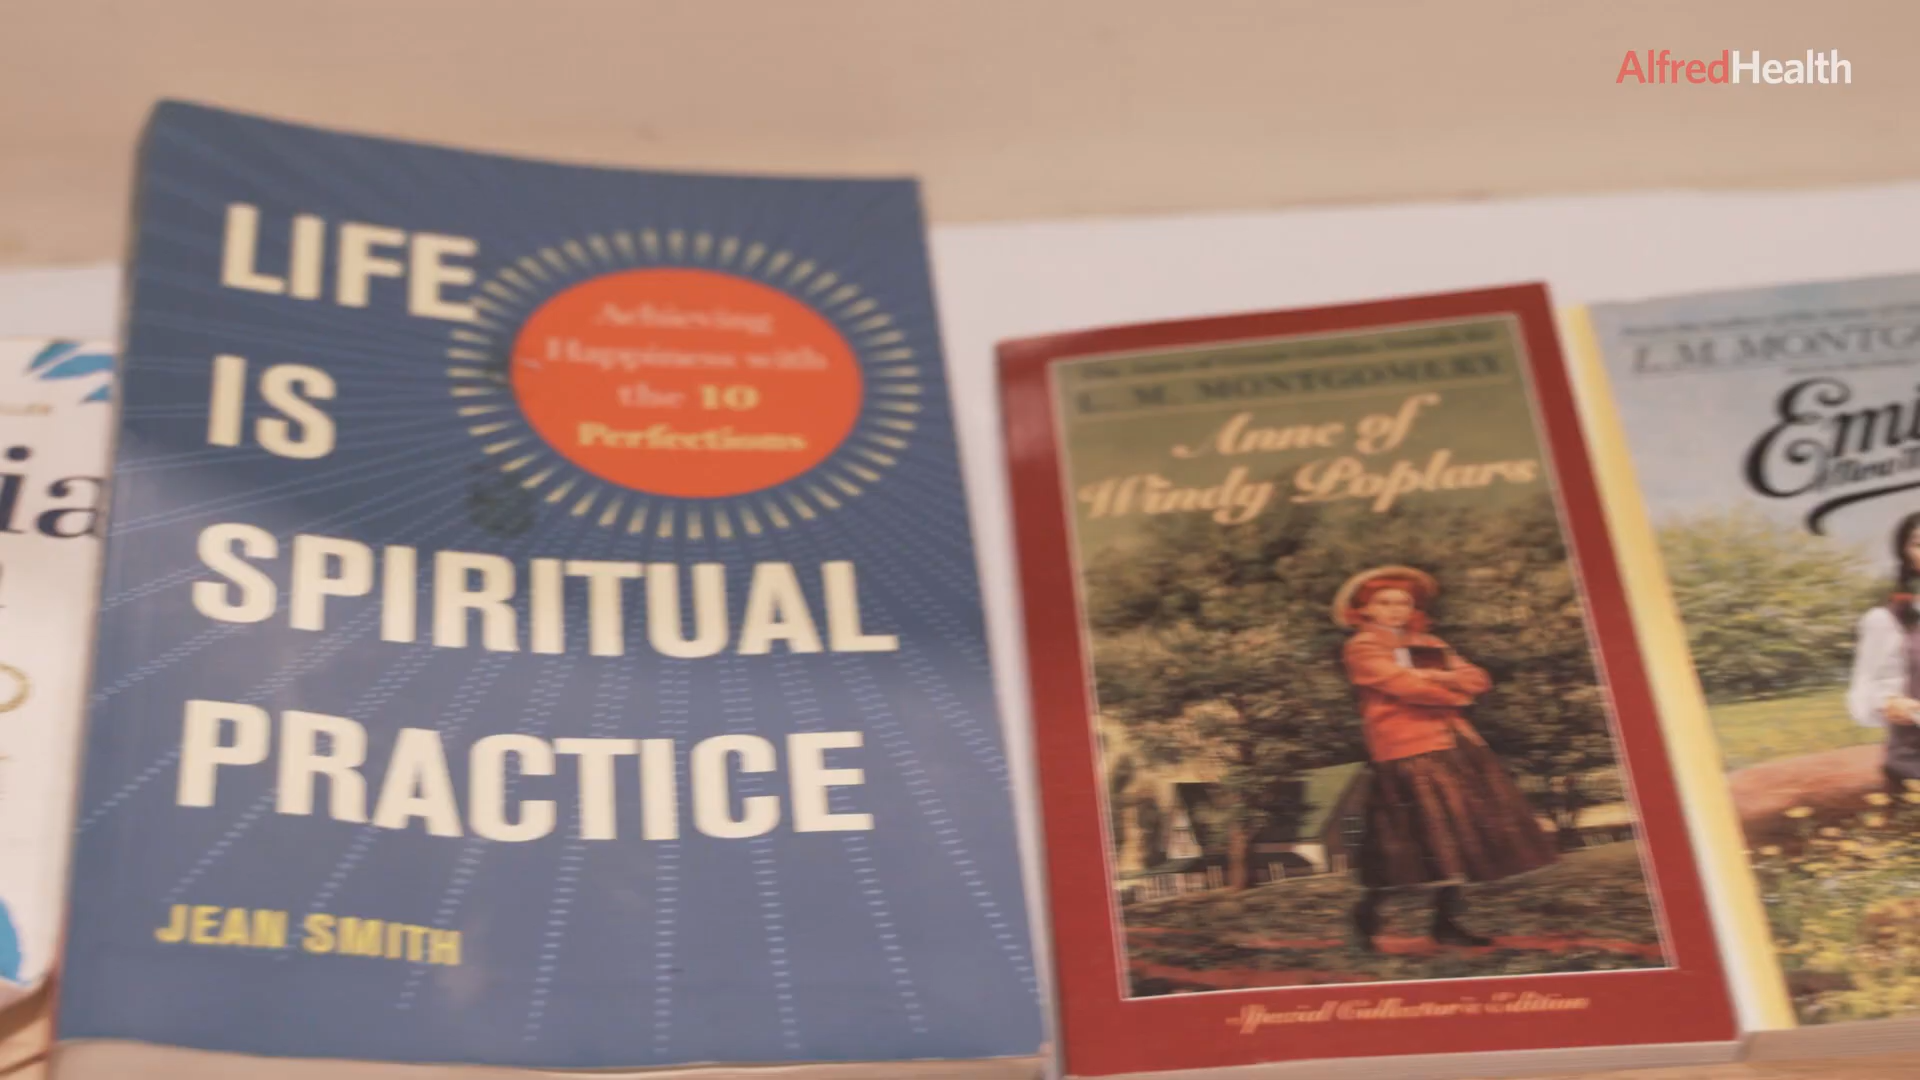 AlfredHealth
ia
LIFE
IS
SPIRITUAL
PRACTICE
Achieving
Happiness with
the 10
Perfections
JEAN SMITH
L. M. MONTGOMERY
Anne of
Windy Poplars
Special Collector's Edition
L.M. MONTGO
Emi